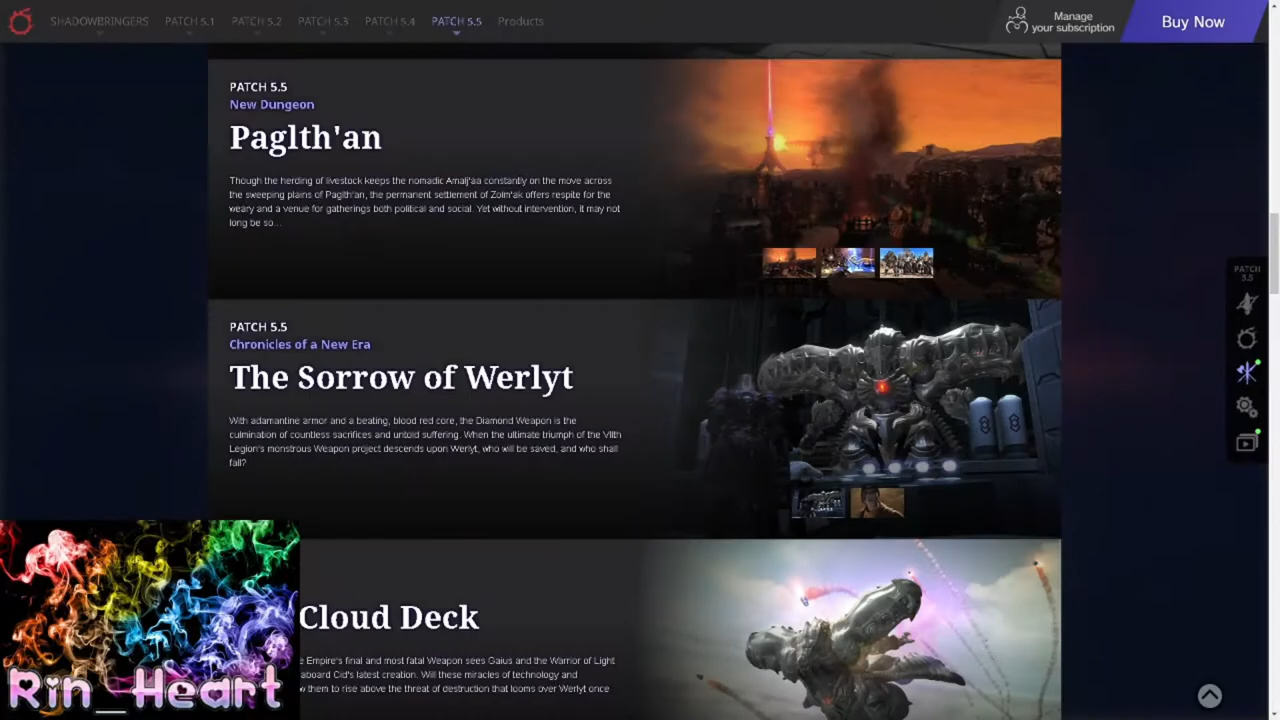 SHADOWBRINGERS PATCH 5.1 PATCH 5.2 PATCH 5.3 PATCH 5.4 PATCH 5.5 Products
Manage
your subscription
Buy Now
PATCH 5.5
New Dungeon
Paglth'an
Though the herding of livestock keeps the nomadic Amalj'aa constantly on the move across
the sweeping plains of Paglth'an, the permanent settlement of Zolm'ak offers respite for the
weary and a venue for gatherings both political and social. Yet without intervention, it may not
long be so...
PATCH
5.5
PATCH 5.5
Chronicles of a New Era
The Sorrow of Werlyt
With adamantine armor and a beating, blood red core, the Diamond Weapon is the
culmination of countless sacrifices and untold suffering. When the ultimate triumph of the VIIth
Legion's monstrous Weapon project descends upon Werlyt, who will be saved, and who shall
fall?
Cloud Deck
Empire's final and most fatal Weapon sees Gaius and the Warrior of Light
aboard Cid's latest creation. Will these miracles of technology and
them to rise above the threat of destruction that looms over Werlyt once
Rin_Heart